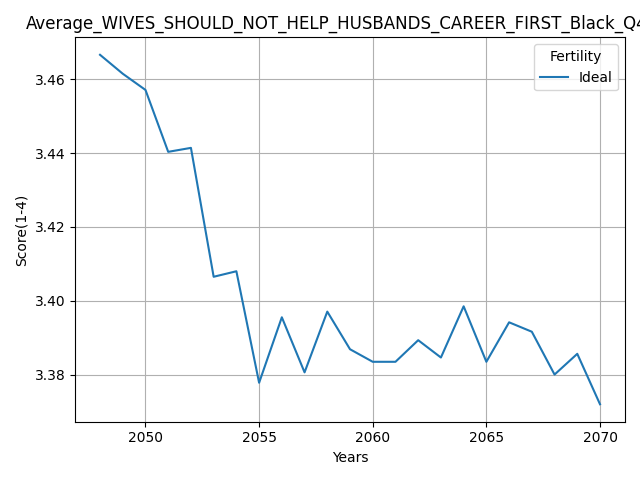 Average_WIVES_SHOULD_NOT_HELP_HUSBANDS_CAREER_FIRST_Black_Q4
Fertility
Ideal
3.46
3.44
3.42
3.40
3.38
Score(1-4)
2050 2055 2060 2065 2070
Years